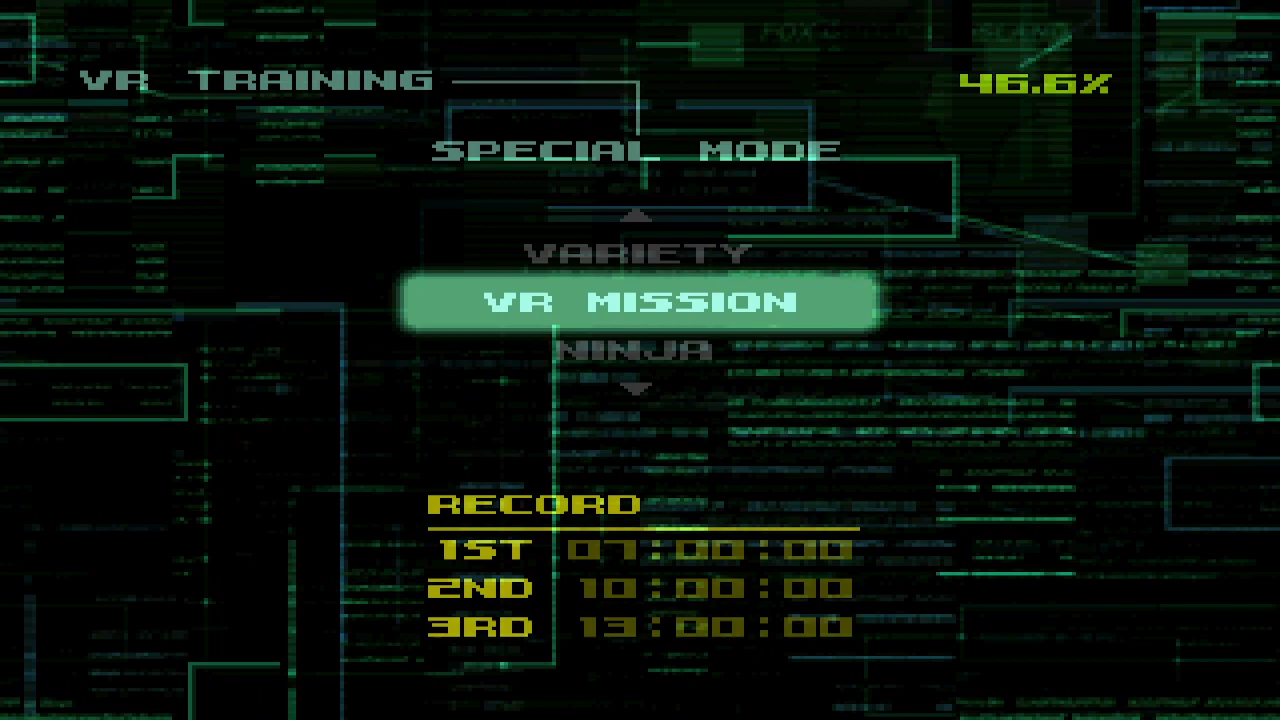 VR TRAINING
46.6%
SPECIAL MODE
VARIETY
VR MISSION
NINJA
RECORD
1ST 07:00:00
2ND 10:00:00
3RD 13:00:00